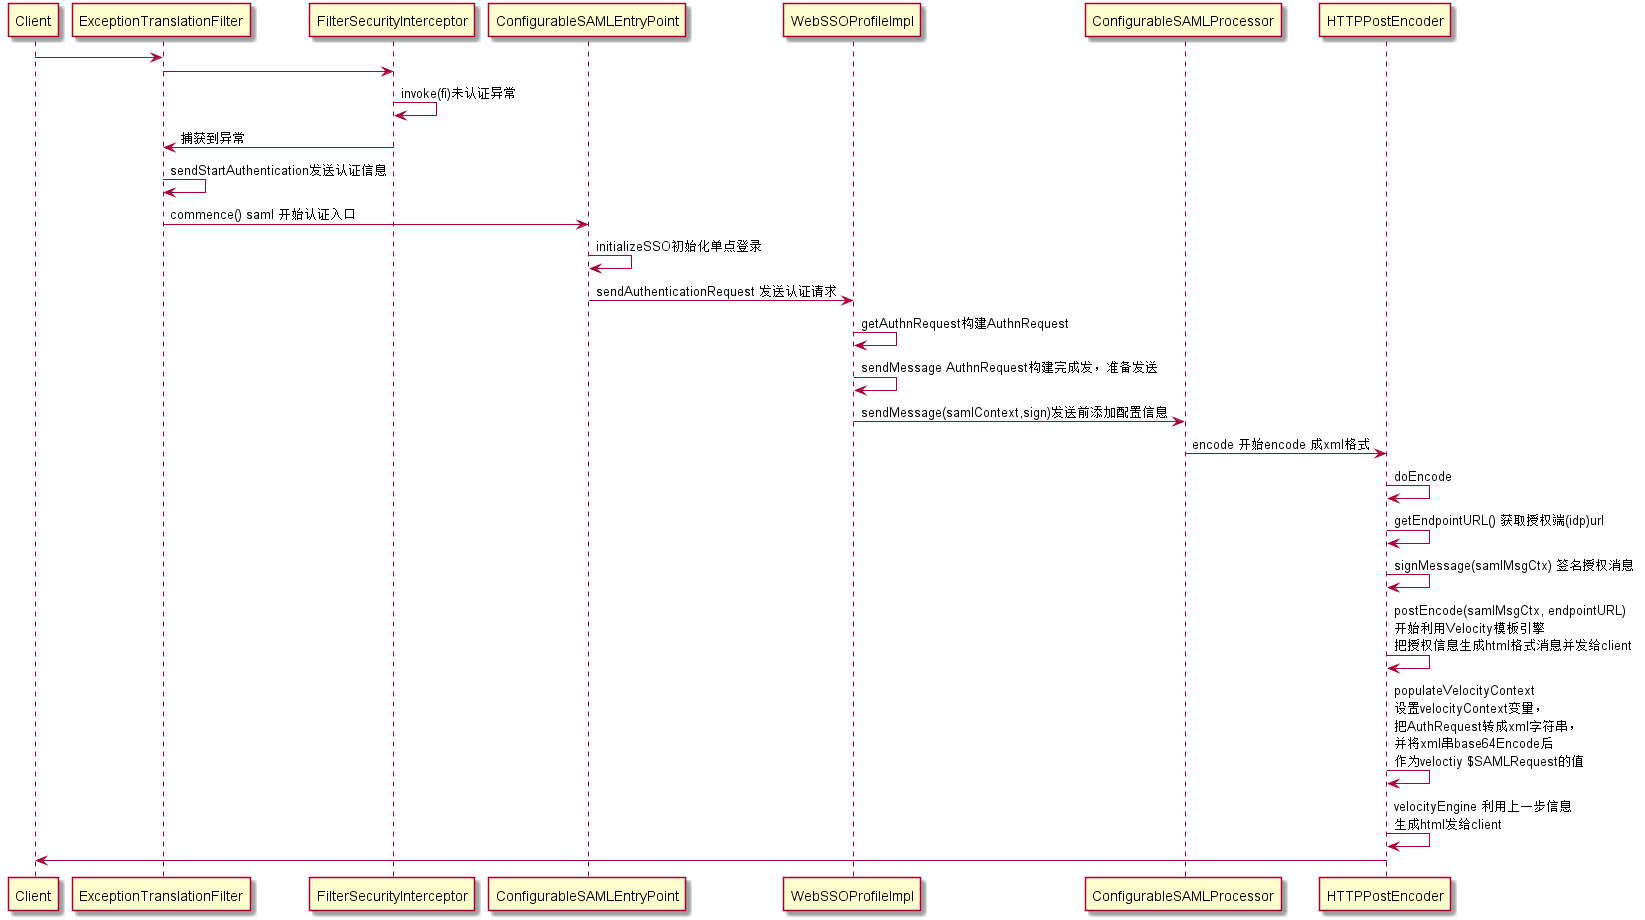 Client
ExceptionTranslationFilter
FilterSecurityInterceptor
ConfigurableSAMLEntryPoint
WebSSOProfileImpl
ConfigurableSAMLProcessor
HTTPPostEncoder
invoke(fi)未认证异常
捕获到异常
sendStartAuthentication发送认证信息
commence() saml 开始认证入口
initializeSSO初始化单点登录
sendAuthenticationRequest 发送认证请求
getAuthnRequest构建AuthnRequest
sendMessage AuthnRequest构建完成发，准备发送
sendMessage(samlContext,sign)发送前添加配置信息
encode 开始encode 成xml格式
doEncode
getEndpointURL() 获取授权端(idp)url
signMessage(samlMsgCtx) 签名授权消息
postEncode(samlMsgCtx, endpointURL)
开始利用Velocity模板引擎
把授权信息生成html格式消息并发给client
populateVelocityContext
设置velocityContext变量，
把AuthRequest转成xml字符串，
并将xml串base64Encode后
作为veloctiy $SAMLRequest的值
velocityEngine 利用上一步信息
生成html发给client
Client
ExceptionTranslationFilter
FilterSecurityInterceptor
ConfigurableSAMLEntryPoint
WebSSOProfileImpl
ConfigurableSAMLProcessor
HTTPPostEncoder